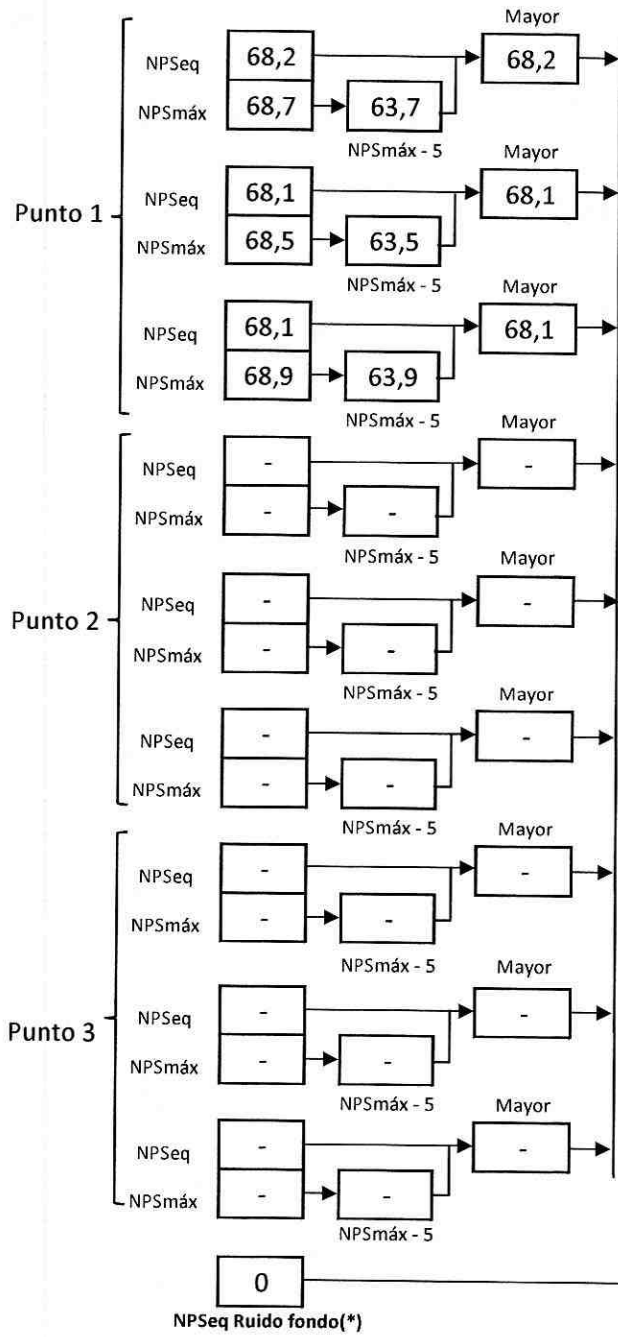 Mayor
NPSeq 68,2 68,2
NPSmáx 68,7 63,7
NPSmáx - 5
Mayor
NPSeq 68,1 68,1
Punto 1
NPSmáx 68,5 63,5
NPSmáx - 5
Mayor
NPSeq 68,1 68,1
NPSmáx 68,9 63,9
NPSmáx - 5
Mayor
NPSeq - -
NPSmáx - -
NPSmáx - 5
Mayor
NPSeq - -
Punto 2
NPSmáx - -
NPSmáx - 5
Mayor
NPSeq - -
NPSmáx - -
NPSmáx - 5
Mayor
NPSeq - -
NPSmáx - -
NPSmáx - 5
Mayor
NPSeq - -
Punto 3
NPSmáx - -
NPSmáx - 5
Mayor
NPSeq - -
NPSmáx - -
NPSmáx - 5
0
NPSeq Ruido fondo(*)